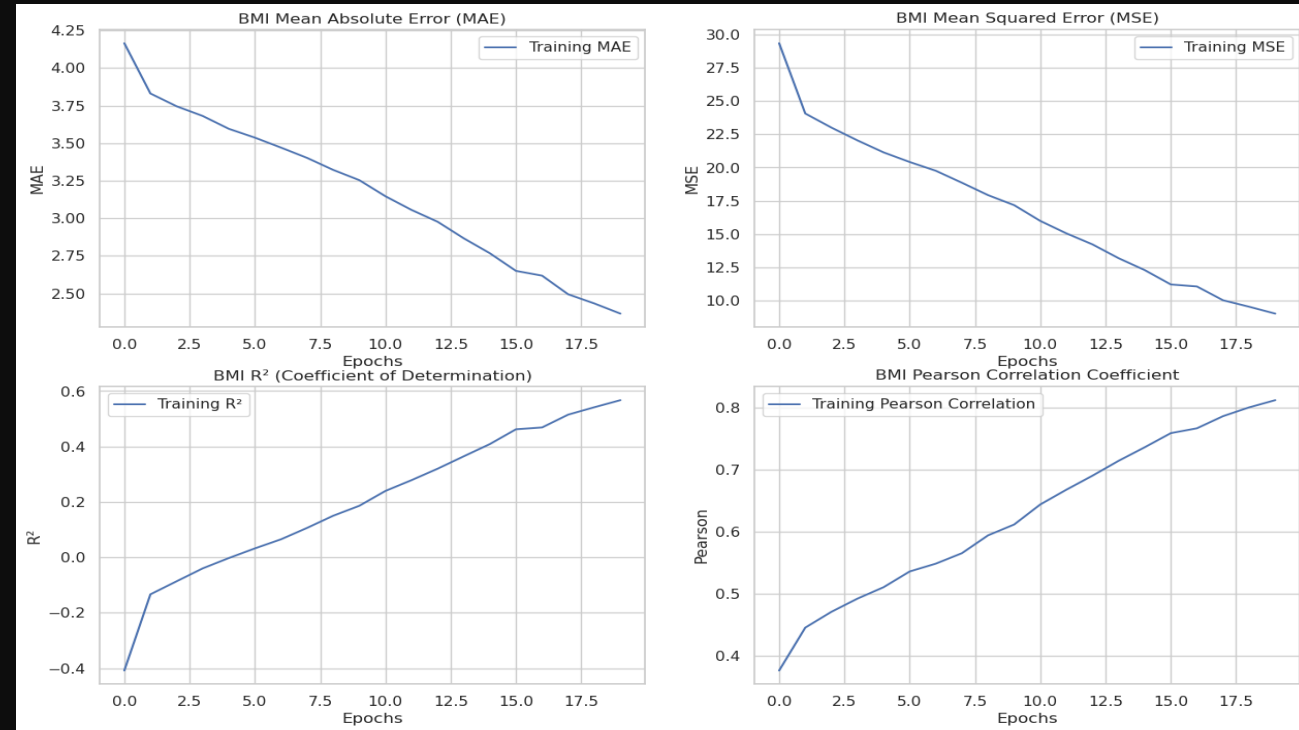 BMI Mean Absolute Error (MAE)
Training MAE
MAE
4.25
4.00
3.75
3.50
3.25
3.00
2.75
2.50
0.0 2.5 5.0 7.5 10.0 12.5 15.0 17.5
Epochs
BMI Mean Squared Error (MSE)
Training MSE
MSE
30.0
27.5
25.0
22.5
20.0
17.5
15.0
12.5
10.0
0.0 2.5 5.0 7.5 10.0 12.5 15.0 17.5
Epochs
BMI R² (Coefficient of Determination)
Training R²
R²
0.6
0.4
0.2
0.0
−0.2
−0.4
0.0 2.5 5.0 7.5 10.0 12.5 15.0 17.5
Epochs
BMI Pearson Correlation Coefficient
Training Pearson Correlation
Pearson
0.8
0.7
0.6
0.5
0.4
0.0 2.5 5.0 7.5 10.0 12.5 15.0 17.5
Epochs